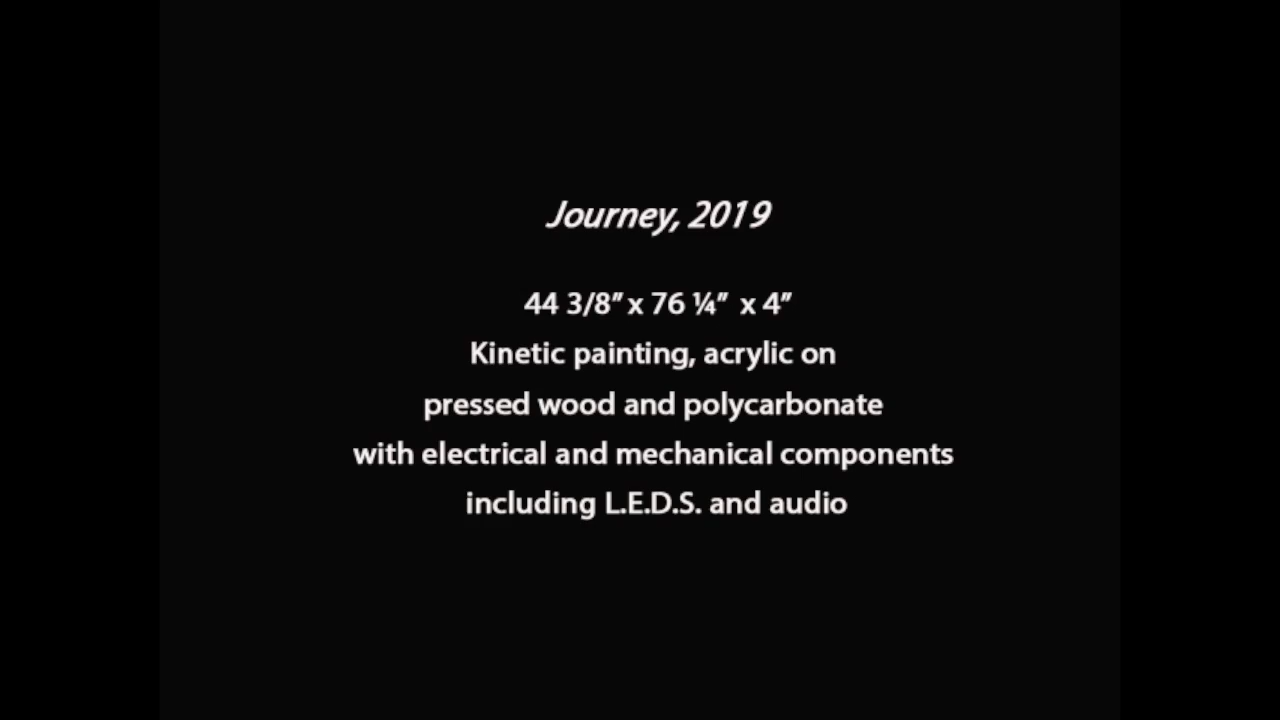 Journey, 2019
44 3/8” x 76 ¼”  x 4”
Kinetic painting, acrylic on
pressed wood and polycarbonate
with electrical and mechanical components
including L.E.D.S. and audio